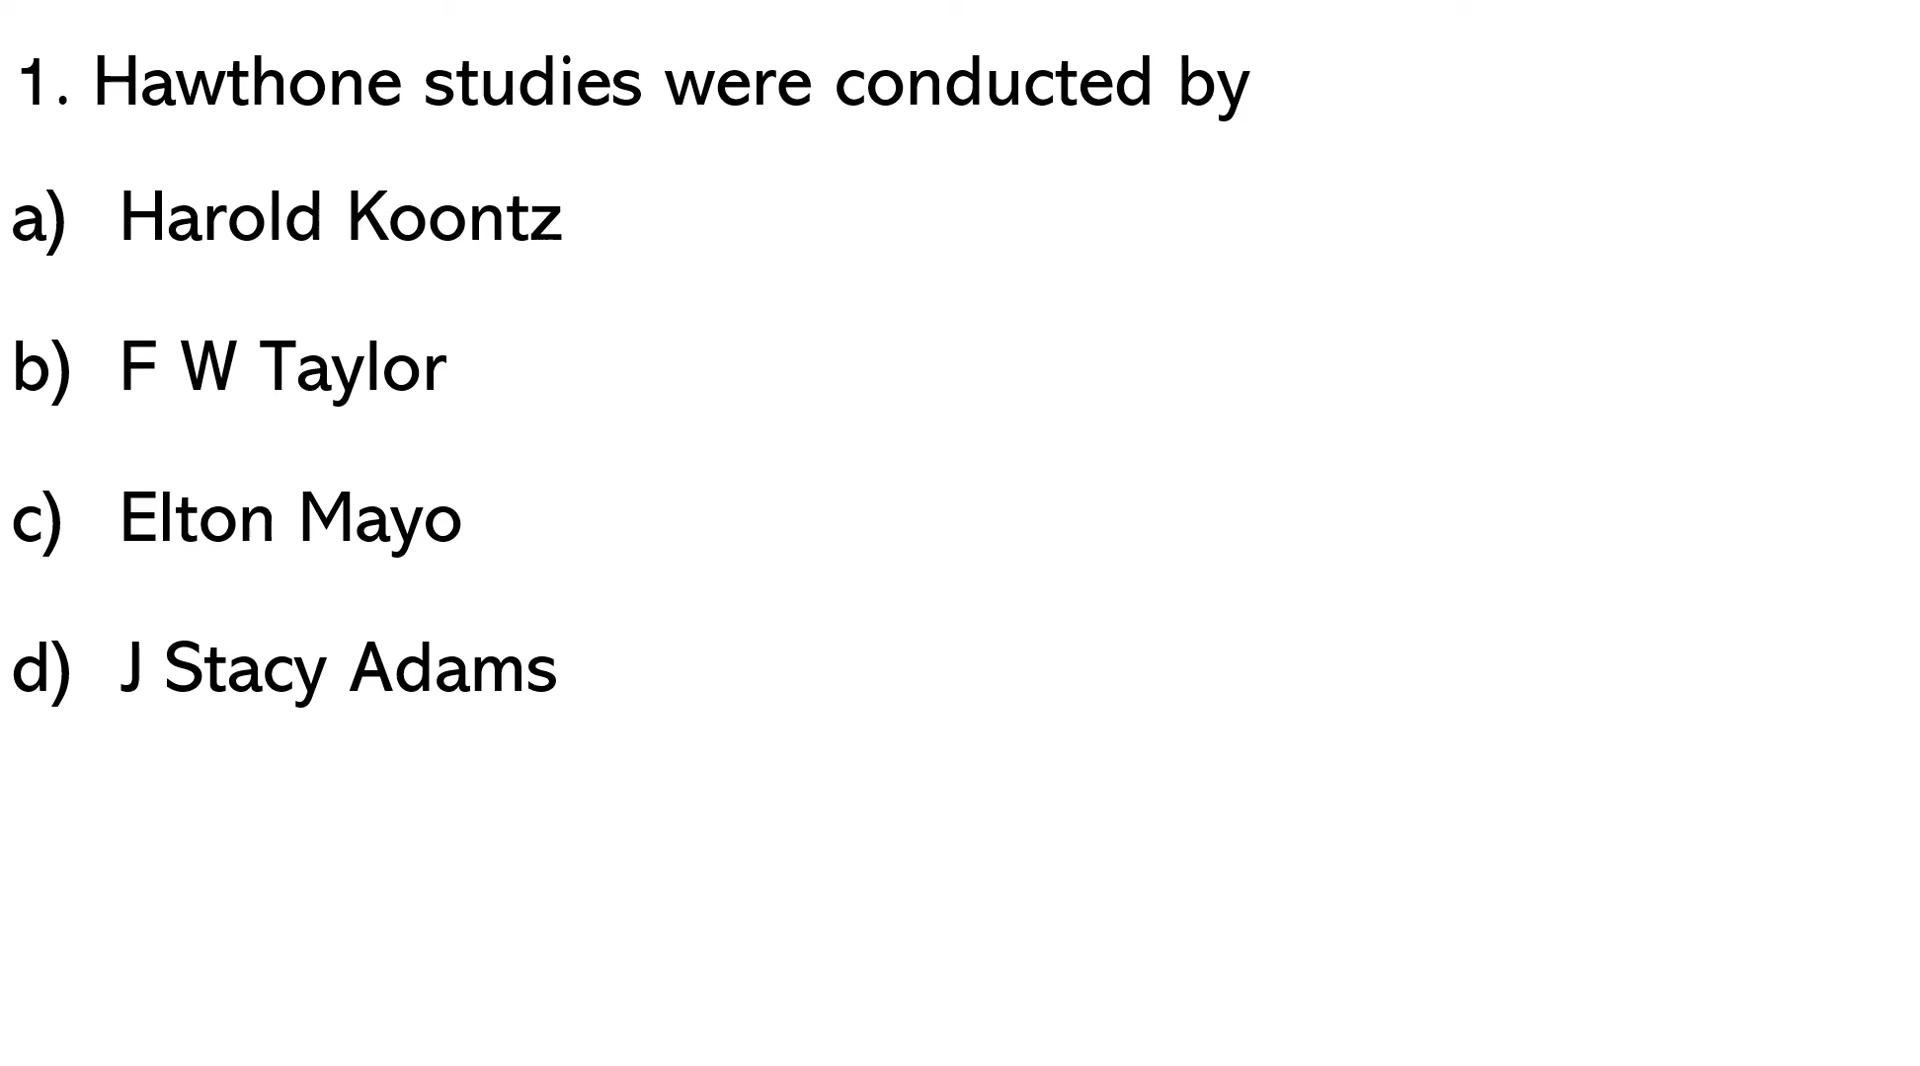 1. Hawthone studies were conducted by
a) Harold Koontz
b) F W Taylor
c) Elton Mayo
d) J Stacy Adams